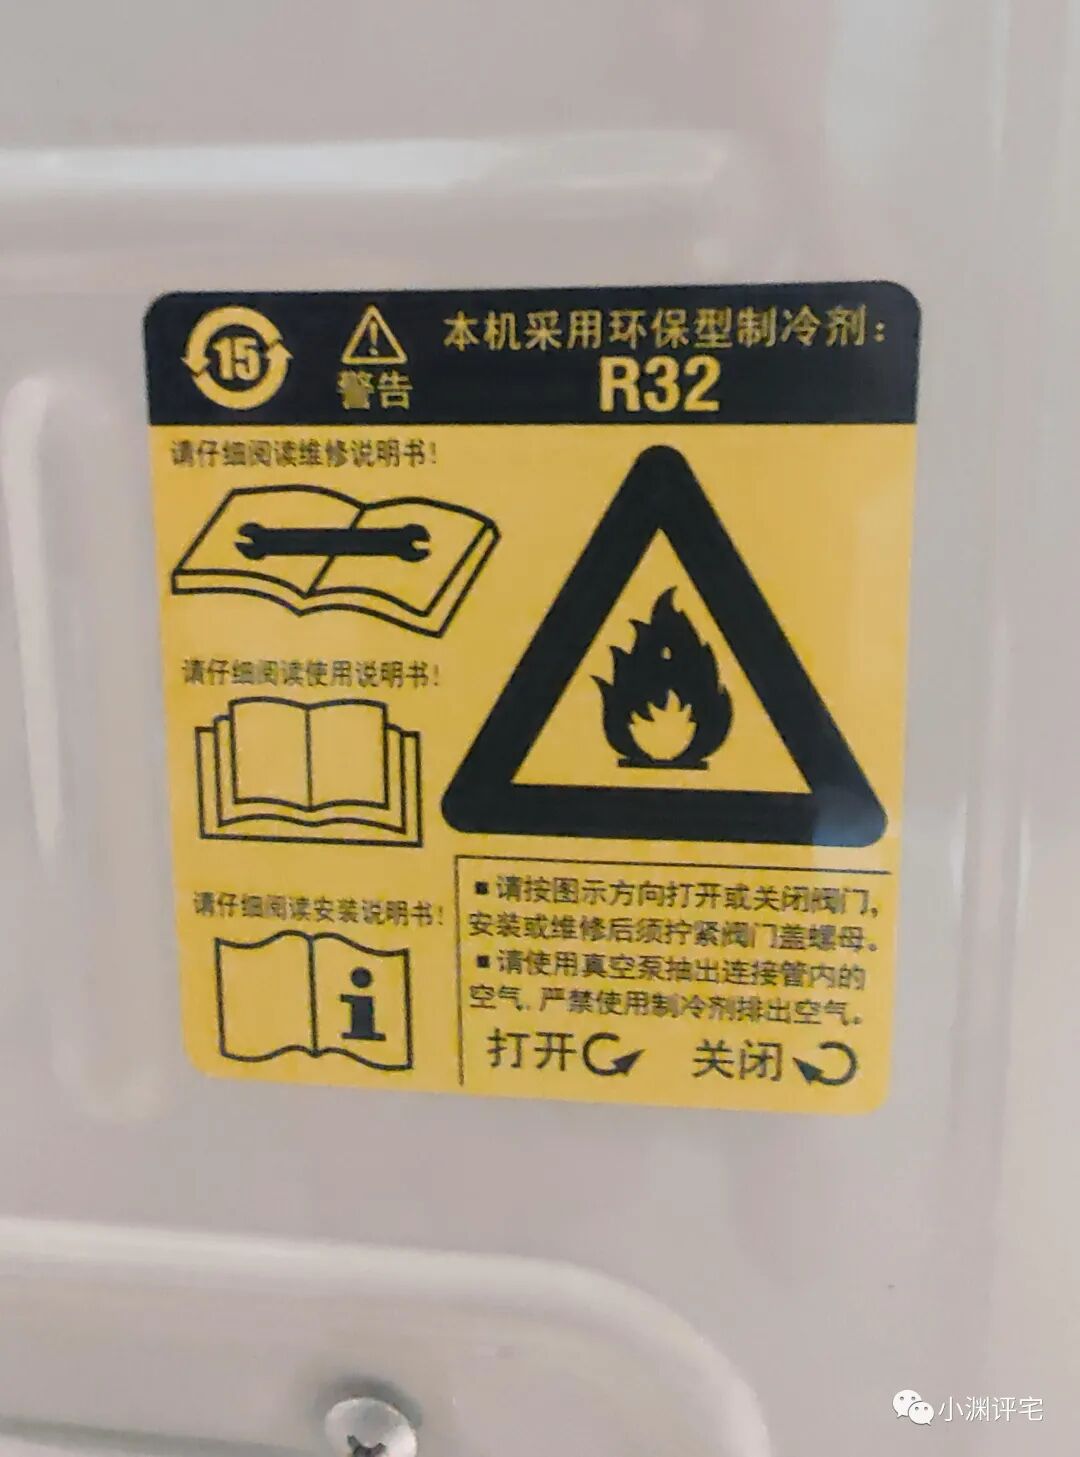 15
警告
本机采用环保型制冷剂：
R32
请仔细阅读维修说明书！
请仔细阅读使用说明书！
请仔细阅读安装说明书！
i
■请按图示方向打开或关闭阀门，
安装或维修后须拧紧阀门盖螺母。
■请使用真空泵抽出连接管内的
空气，严禁使用制冷剂排出空气。
打开 关闭
小渊评宅